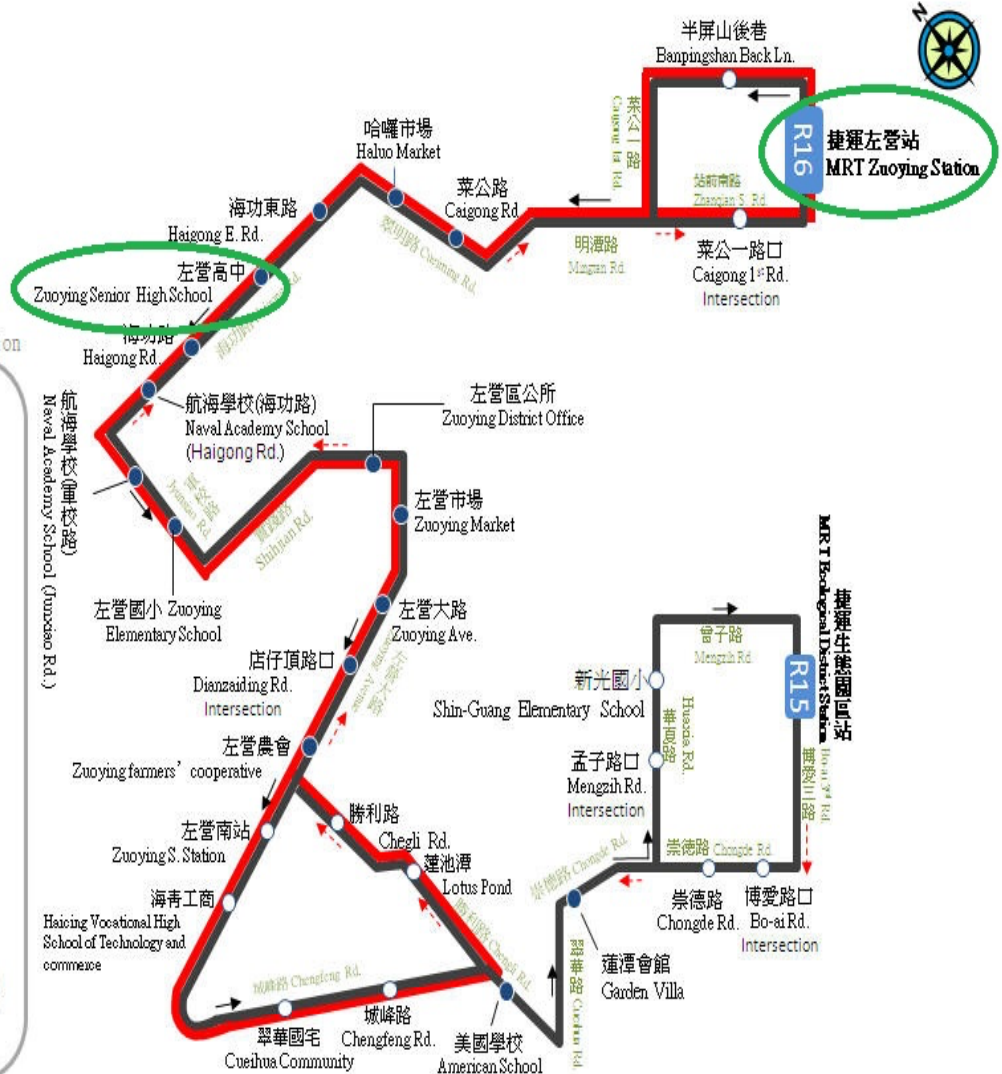 N
半屏山後巷
Banpingshan Back Ln.
菜公一路
Caigong 1st Rd.
R16
捷運左營站
MRT Zuoying Station
站前南路
Zhanqian S. Rd.
哈囉市場
Haluo Market
菜公路
Caigong Rd
海功東路
Haigong E. Rd.
翠明路 Cueiming Rd.
明潭路
Mingtan Rd.
菜公一路口
Caigong 1st Rd.
Intersection
左營高中
Zuoying Senior High School
海功路
Haigong Rd.
海功路
on
航海學校(海功路)
Naval Academy School
(Haigong Rd.)
左營區公所
Zuoying District Office
航海學校(軍校路)
Naval Academy School (Junxiao Rd.)
軍校路
實踐路
Shihjian Rd.
左營市場
Zuoying Market
左營國小 Zuoying
Elementary School
左營大路
Zuoying Ave.
店仔頂路口
Dianzaiding Rd.
Intersection
左營大路
捷運生態園區站
MRT Ecological District Station
R15
曾子路
Mengzih Rd.
新光國小
Shin-Guang Elementary School
華夏路
Huaxia Rd.
孟子路口
Mengzih Rd.
Intersection
博愛三路
Bo-ai 3rd Rd.
左營農會
Zuoying farmers' cooperative
勝利路
Chegli Rd.
左營南站
Zuoying S. Station
蓮池潭
Lotus Pond
崇德路 Chongde Rd.
崇德路 Chongde Rd.
崇德路
Chongde Rd.
博愛路口
Bo-ai Rd.
Intersection
海青工商
Haicing Vocational High
School of Technology and
commerce
勝利路 Chengli Rd.
翠華路 Cueihua Rd.
蓮潭會館
Garden Villa
城峰路 Chengfeng Rd.
翠華國宅
Cueihua Community
城峰路
Chengfeng Rd.
美國學校
American School